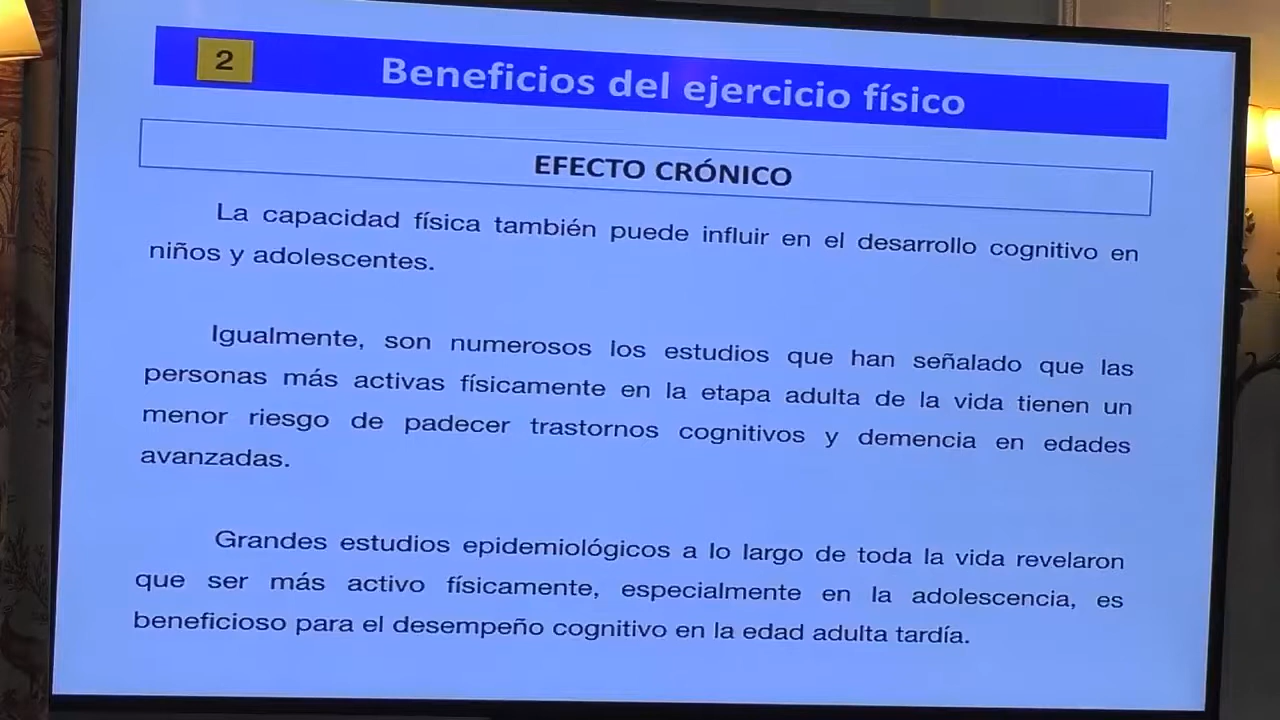 2
Beneficios del ejercicio físico
EFECTO CRÓNICO
La capacidad física también puede influir en el desarrollo cognitivo en
niños y adolescentes.
Igualmente, son numerosos los estudios que han señalado que las
personas más activas físicamente en la etapa adulta de la vida tienen un
menor riesgo de padecer trastornos cognitivos y demencia en edades
avanzadas.
Grandes estudios epidemiológicos a lo largo de toda la vida revelaron
que ser más activo físicamente, especialmente en la adolescencia, es
beneficioso para el desempeño cognitivo en la edad adulta tardía.